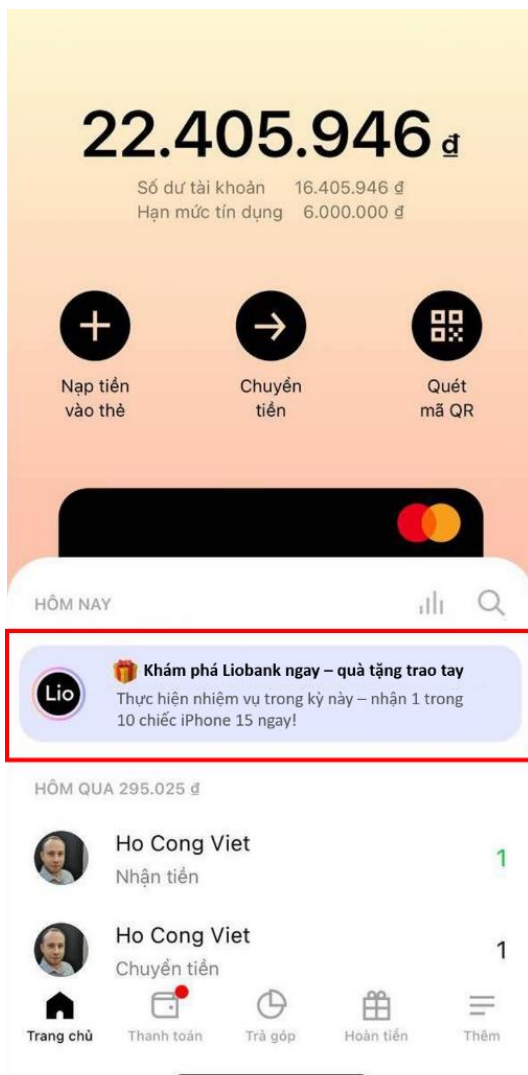 22.405.946 ₫
Số dư tài khoản 16.405.946 ₫
Hạn mức tín dụng 6.000.000 ₫
Nạp tiền
vào thẻ
Chuyển
tiền
Quét
mã QR
HÔM NAY
Lio
🎁 Khám phá Liobank ngay – quà tặng trao tay
Thực hiện nhiệm vụ trong kỳ này – nhận 1 trong
10 chiếc iPhone 15 ngay!
HÔM QUA 295.025 ₫
Ho Cong Viet
Nhận tiền
1
Ho Cong Viet
Chuyển tiền
1
Trang chủ
Thanh toán
Trả góp
Hoàn tiền
Thêm